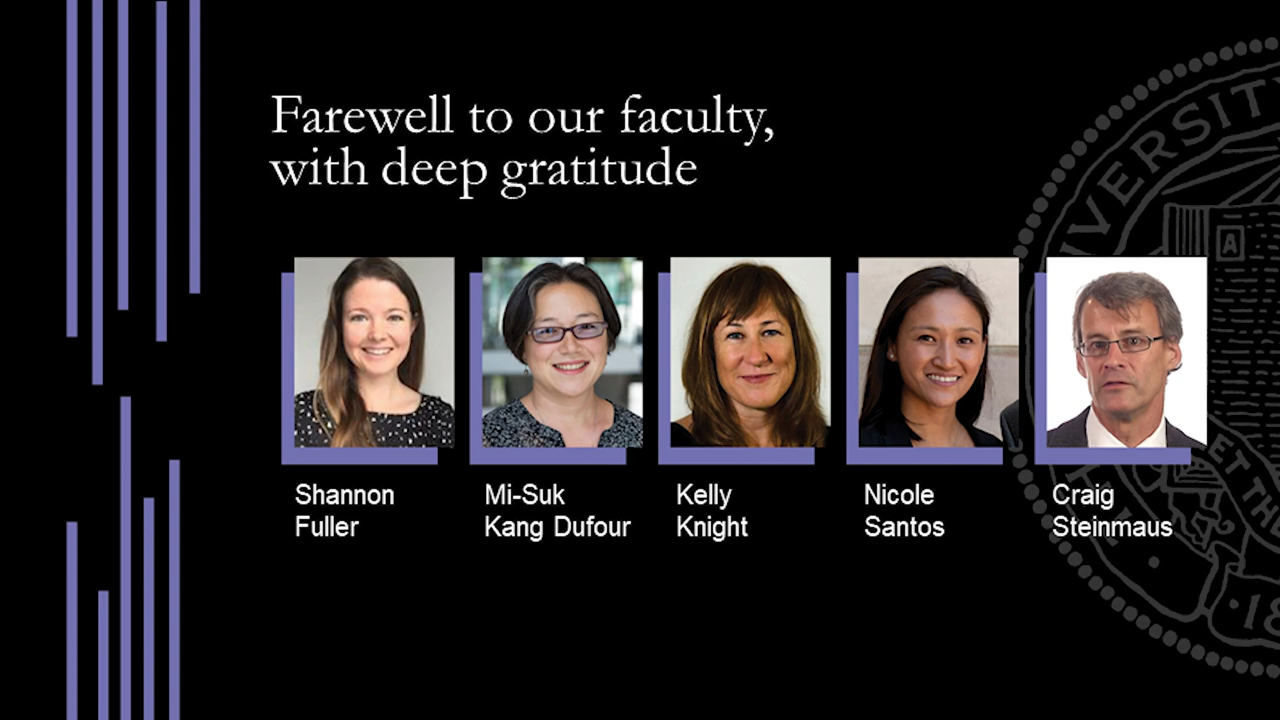 Farewell to our faculty,
with deep gratitude
Shannon
Fuller
Mi-Suk
Kang Dufour
Kelly
Knight
Nicole
Santos
Craig
Steinmaus
A